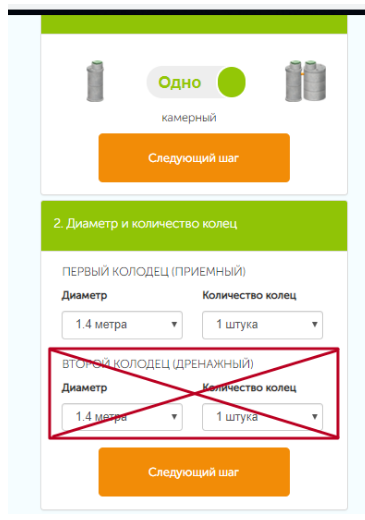 Одно
камерный
Следующий шаг
2. Диаметр и количество колец
ПЕРВЫЙ КОЛОДЕЦ (ПРИЕМНЫЙ)
Диаметр Количество колец
1.4 метра 1 штука
ВТОРОЙ КОЛОДЕЦ (ДРЕНАЖНЫЙ)
Диаметр Количество колец
1.4 метра 1 штука
Следующий шаг